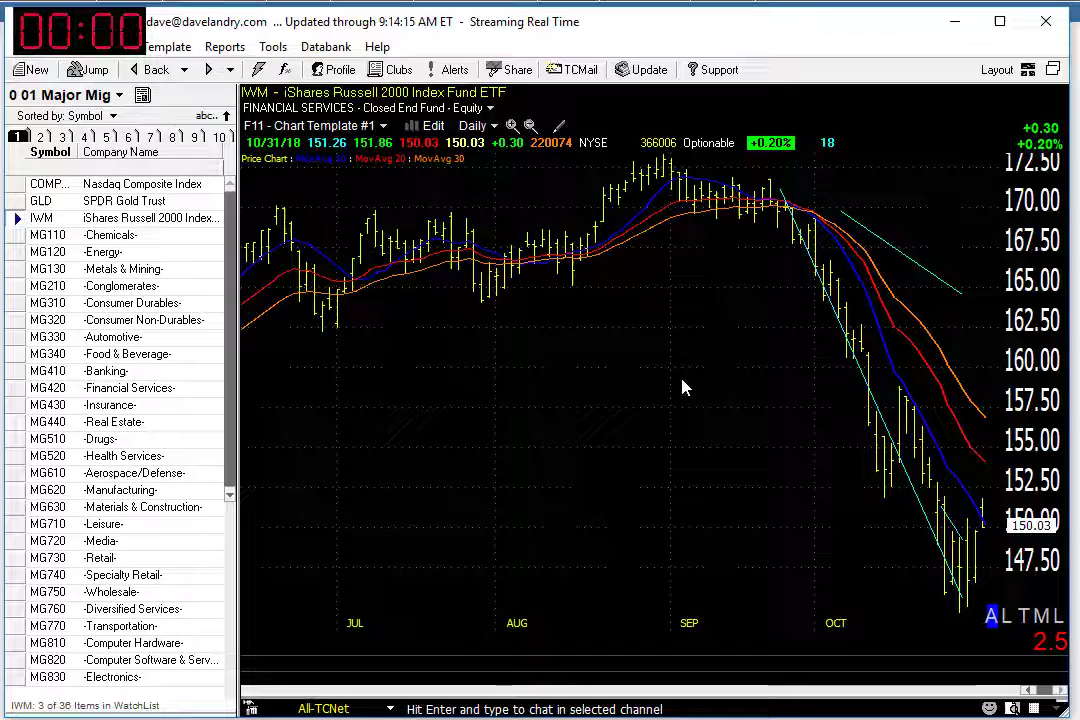 00:00
dave@davelandry.com ... Updated through 9:14:15 AM ET - Streaming Real Time
Template Reports Tools Databank Help
New Jump Back Profile Clubs Alerts Share TCMail Update Support Layout
0 01 Major Mig
Sorted by: Symbol abc..
1 2 3 4 5 6 7 8 9 10
Symbol Company Name
COMP... Nasdaq Composite Index
GLD SPDR Gold Trust
IWM iShares Russell 2000 Index...
MG110 -Chemicals-
MG120 -Energy-
MG130 -Metals & Mining-
MG210 -Conglomerates-
MG310 -Consumer Durables-
MG320 -Consumer Non-Durables-
MG330 -Automotive-
MG340 -Food & Beverage-
MG410 -Banking-
MG420 -Financial Services-
MG430 -Insurance-
MG440 -Real Estate-
MG510 -Drugs-
MG520 -Health Services-
MG610 -Aerospace/Defense-
MG620 -Manufacturing-
MG630 -Materials & Construction-
MG710 -Leisure-
MG720 -Media-
MG730 -Retail-
MG740 -Specialty Retail-
MG750 -Wholesale-
MG760 -Diversified Services-
MG770 -Transportation-
MG810 -Computer Hardware-
MG820 -Computer Software & Serv...
MG830 -Electronics-
IWM: 3 of 36 Items in WatchList
IWM - iShares Russell 2000 Index Fund ETF
FINANCIAL SERVICES - Closed End Fund - Equity
F11 - Chart Template #1 Edit Daily
10/31/18 151.26 151.86 150.03 150.03 +0.30 220074 NYSE 366006 Optionable +0.20% 18
Price Chart : MovAvg 20 : MovAvg 30
+0.30
+0.20%
172.50
170.00
167.50
165.00
162.50
160.00
157.50
155.00
152.50
150.03
147.50
JUL AUG SEP OCT
A L T M L
2.5
All-TCNet Hit Enter and type to chat in selected channel